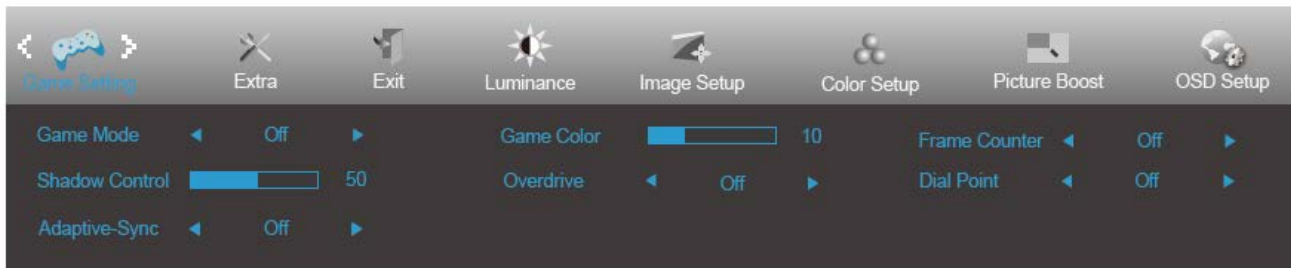 Game Setting Extra Exit Luminance Image Setup Color Setup Picture Boost OSD Setup
Game Mode Off Game Color 10 Frame Counter Off
Shadow Control 50 Overdrive Off Dial Point Off
Adaptive-Sync Off